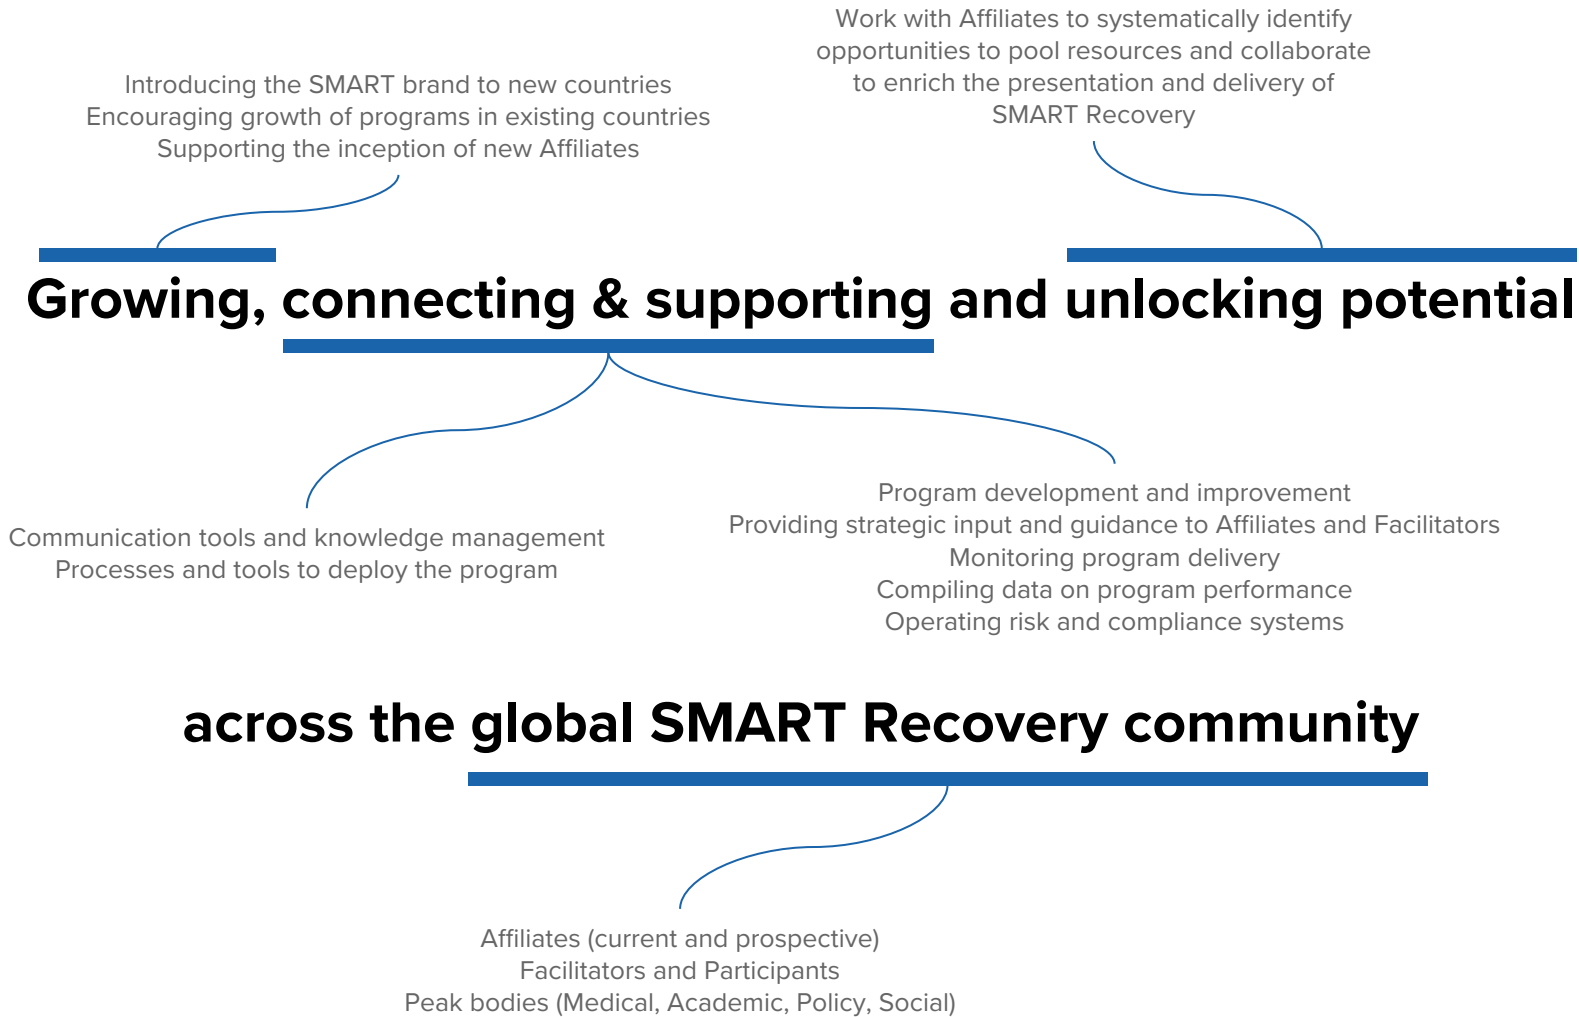 Introducing the SMART brand to new countries
Encouraging growth of programs in existing countries
Supporting the inception of new Affiliates
Work with Affiliates to systematically identify
opportunities to pool resources and collaborate
to enrich the presentation and delivery of
SMART Recovery
Growing, connecting & supporting and unlocking potential
Communication tools and knowledge management
Processes and tools to deploy the program
Program development and improvement
Providing strategic input and guidance to Affiliates and Facilitators
Monitoring program delivery
Compiling data on program performance
Operating risk and compliance systems
across the global SMART Recovery community
Affiliates (current and prospective)
Facilitators and Participants
Peak bodies (Medical, Academic, Policy, Social)